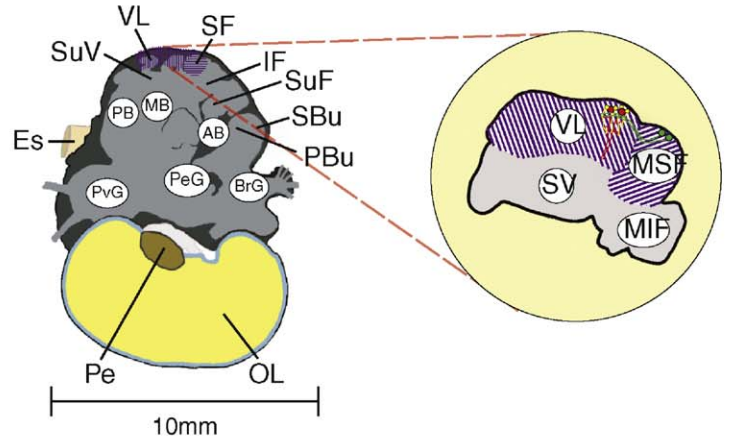 VL
SF
SuV
IF
SuF
PB
MB
SBu
Es
AB
PBu
PvG
PeG
BrG
Pe
OL
10mm
VL
MSF
SV
MIF